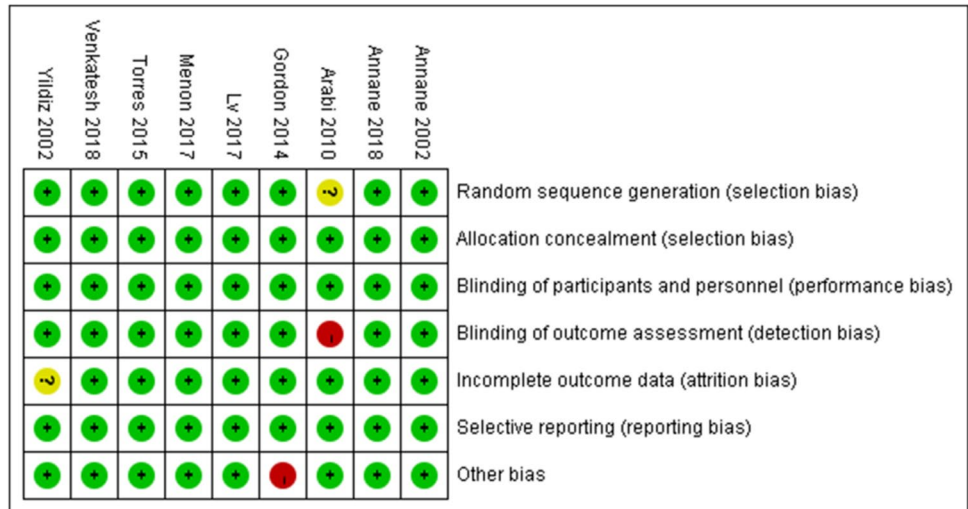 Yildiz 2002
Venkatesh 2018
Torres 2015
Menon 2017
Lv 2017
Gordon 2014
Arabi 2010
Annane 2018
Annane 2002
+ + + + + + ? + + Random sequence generation (selection bias)
+ + + + + + + + + Allocation concealment (selection bias)
+ + + + + + + + + Blinding of participants and personnel (performance bias)
+ + + + + + - + + Blinding of outcome assessment (detection bias)
? + + + + + + + + Incomplete outcome data (attrition bias)
+ + + + + + + + + Selective reporting (reporting bias)
+ + + + + - + + + Other bias